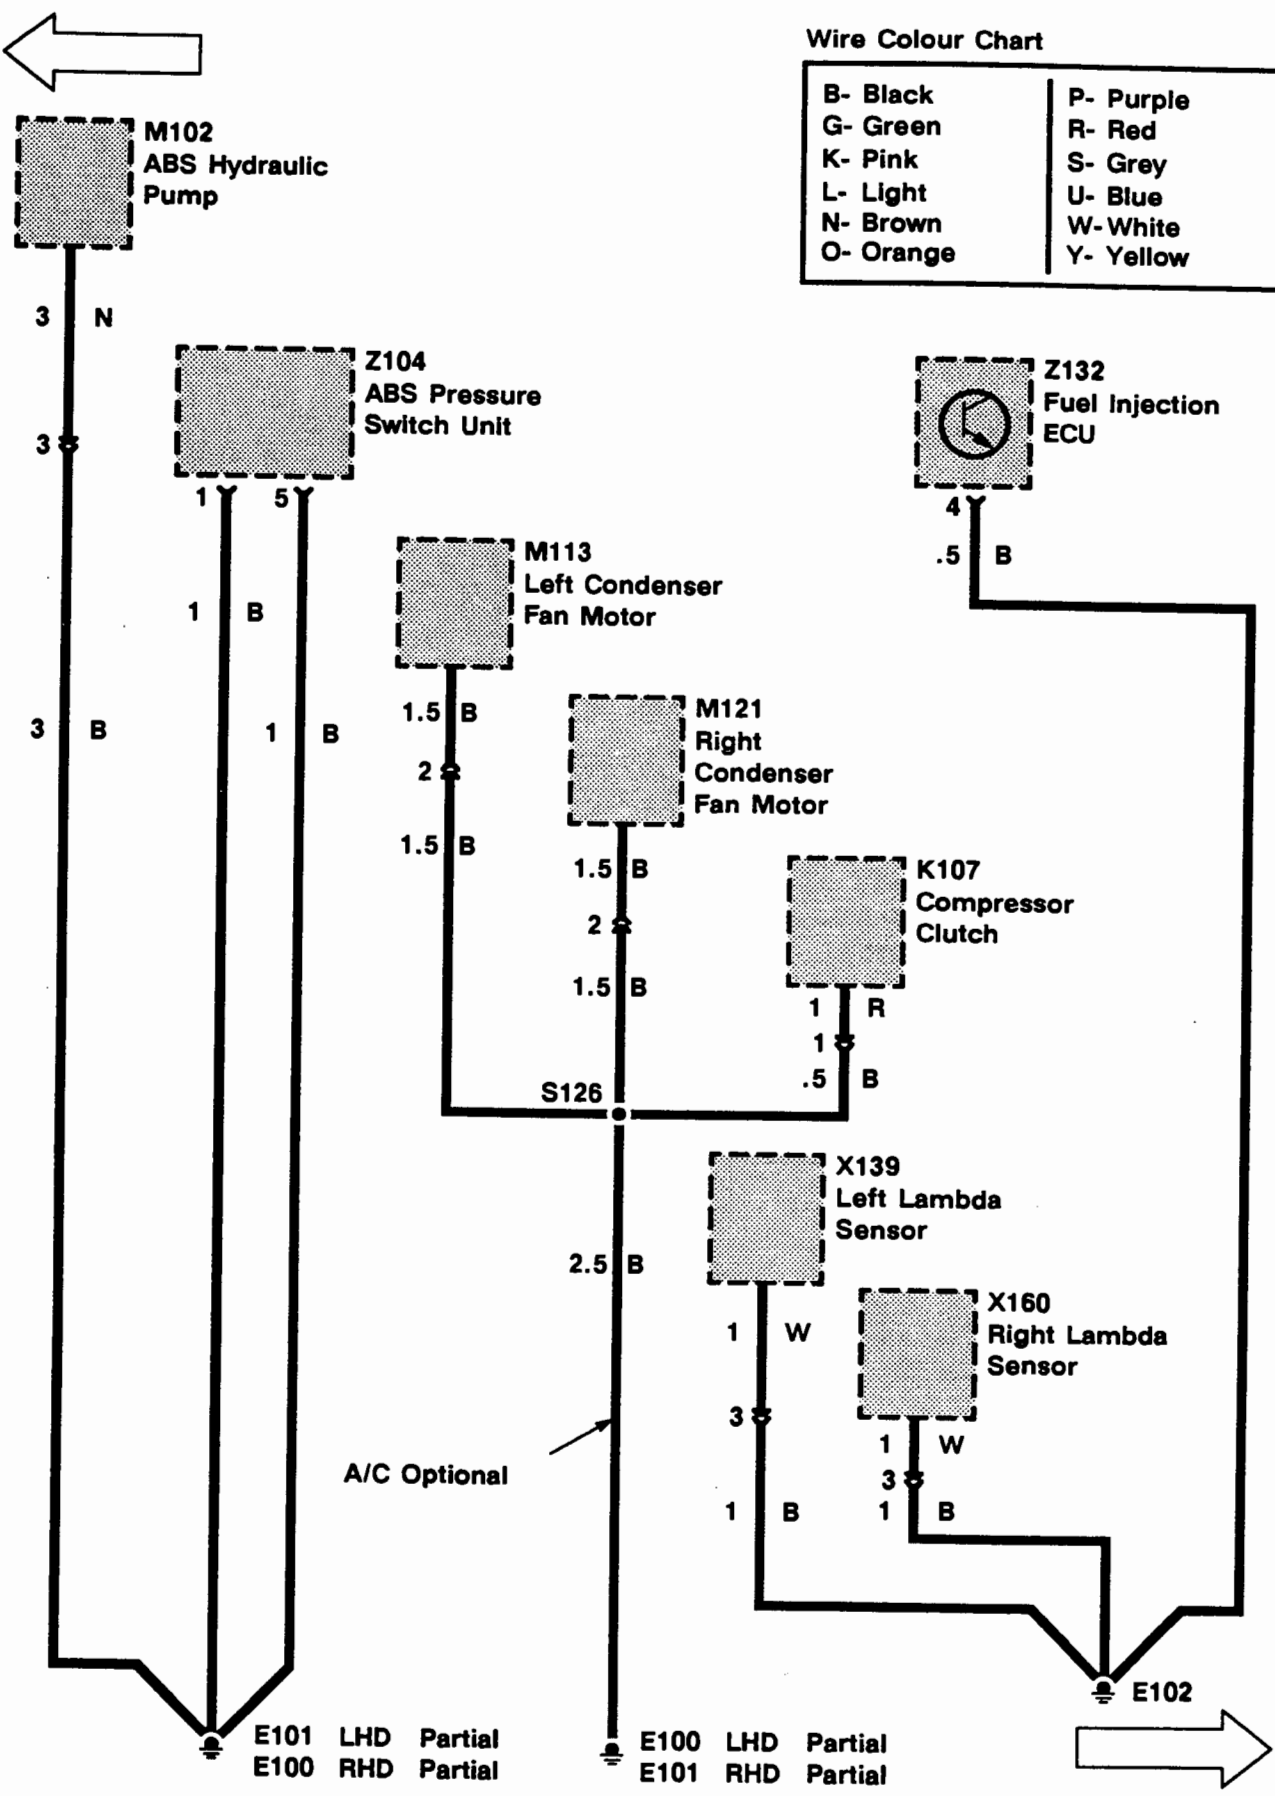 Wire Colour Chart
B- Black
G- Green
K- Pink
L- Light
N- Brown
O- Orange
P- Purple
R- Red
S- Grey
U- Blue
W- White
Y- Yellow
M102
ABS Hydraulic
Pump
3 N
3
3 B
Z104
ABS Pressure
Switch Unit
1 5
1 B
1 B
Z132
Fuel Injection
ECU
4
.5 B
M113
Left Condenser
Fan Motor
1.5 B
2
1.5 B
M121
Right
Condenser
Fan Motor
1.5 B
2
1.5 B
K107
Compressor
Clutch
1 R
1
.5 B
S126
2.5 B
A/C Optional
X139
Left Lambda
Sensor
1 W
3
1 B
X160
Right Lambda
Sensor
1 W
3
1 B
E102
E101 LHD Partial
E100 RHD Partial
E100 LHD Partial
E101 RHD Partial